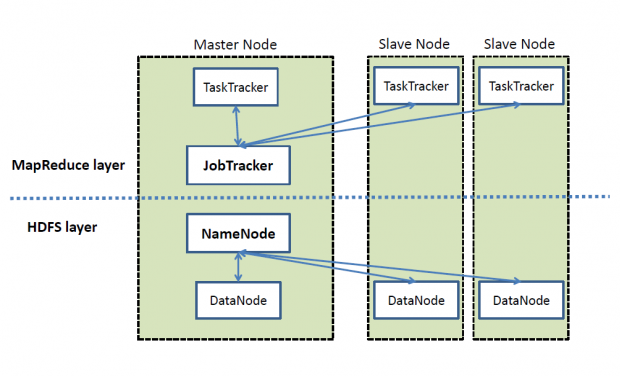 Master Node
Slave Node
Slave Node
TaskTracker
TaskTracker
TaskTracker
MapReduce layer
JobTracker
HDFS layer
NameNode
DataNode
DataNode
DataNode